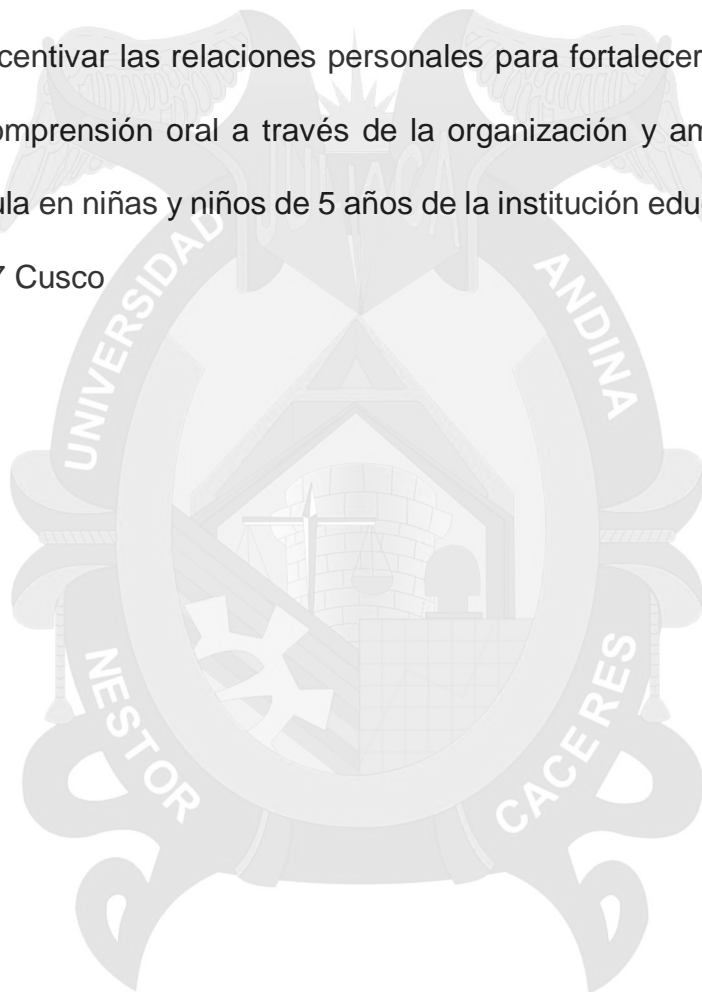 centivar las relaciones personales para fortalecer
omprensión oral a través de la organización y am
ula en niñas y niños de 5 años de la institución edu
7 Cusco
UNIVERSIDAD ANDINA
NESTOR CACERES
UNJACV